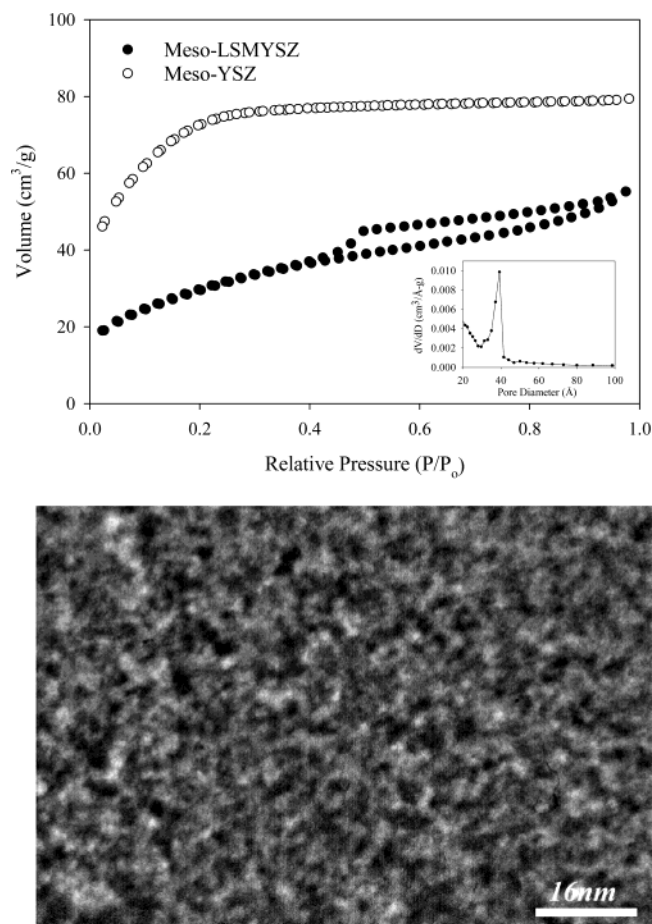 100
Meso-LSMYSZ
Meso-YSZ
80
60
Volume (cm³/g)
40
0.010
0.008
0.006
dV/dD (cm³/Å-g)
0.004
20
0.002
0.000
20 40 60 80 100
Pore Diameter (Å)
0
0.0 0.2 0.4 0.6 0.8 1.0
Relative Pressure (P/Pₒ)
16nm